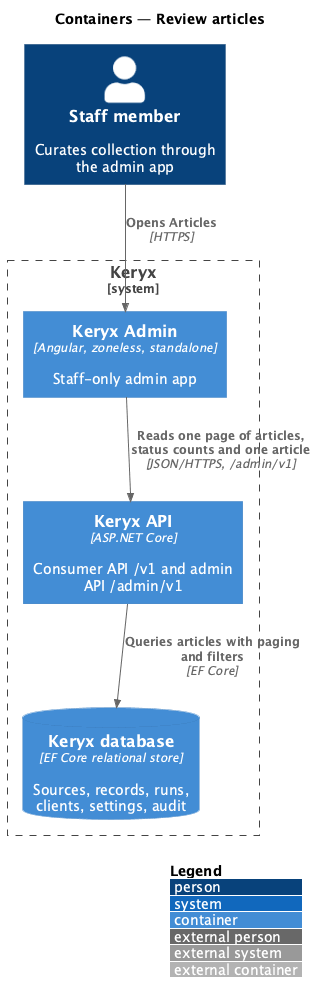 Containers — Review articles
Staff member
Curates collection through
the admin app
Opens Articles
[HTTPS]
Keryx
[system]
Keryx Admin
[Angular, zoneless, standalone]
Staff-only admin app
Reads one page of articles,
status counts and one article
[JSON/HTTPS, /admin/v1]
Keryx API
[ASP.NET Core]
Consumer API /v1 and admin
API /admin/v1
Queries articles with paging
and filters
[EF Core]
Keryx database
[EF Core relational store]
Sources, records, runs,
clients, settings, audit
Legend
person
system
container
external person
external system
external container